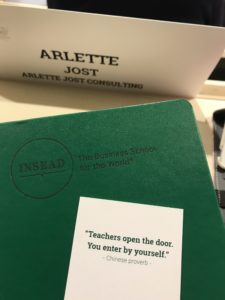 ARLETTE
JOST
ARLETTE JOST CONSULTING
INSEAD
The Business School
for the World®
"Teachers open the door.
You enter by yourself."
- Chinese proverb -